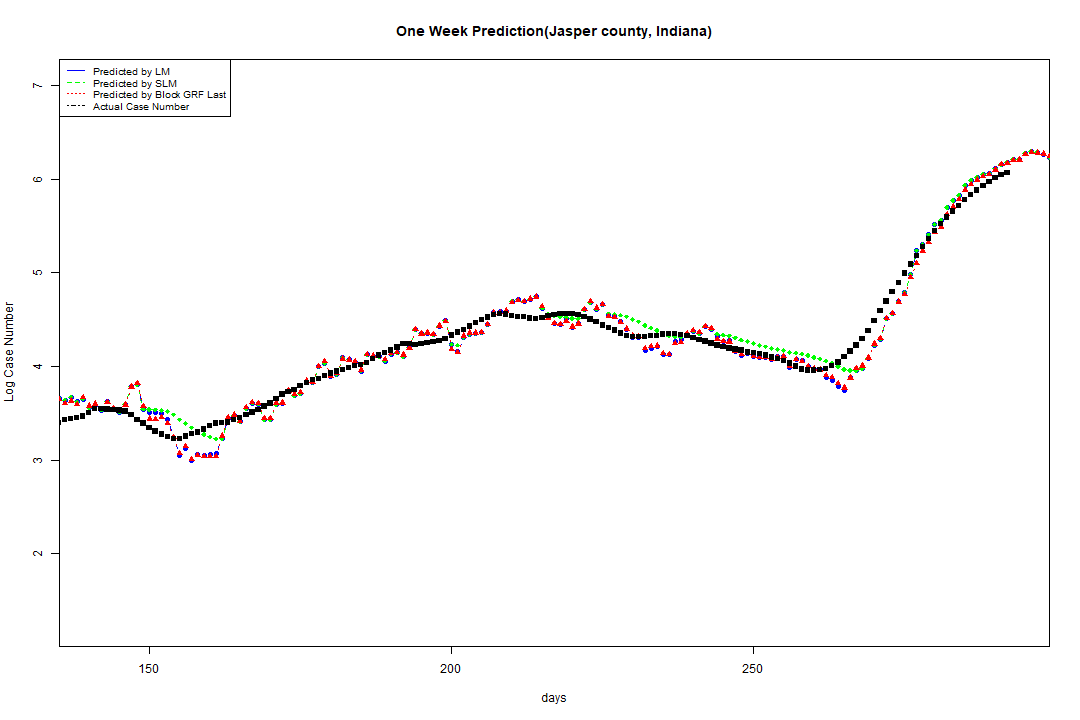 One Week Prediction(Jasper county, Indiana)
Predicted by LM
Predicted by SLM
Predicted by Block GRF Last
Actual Case Number
7
6
5
4
3
2
Log Case Number
150
200
250
days